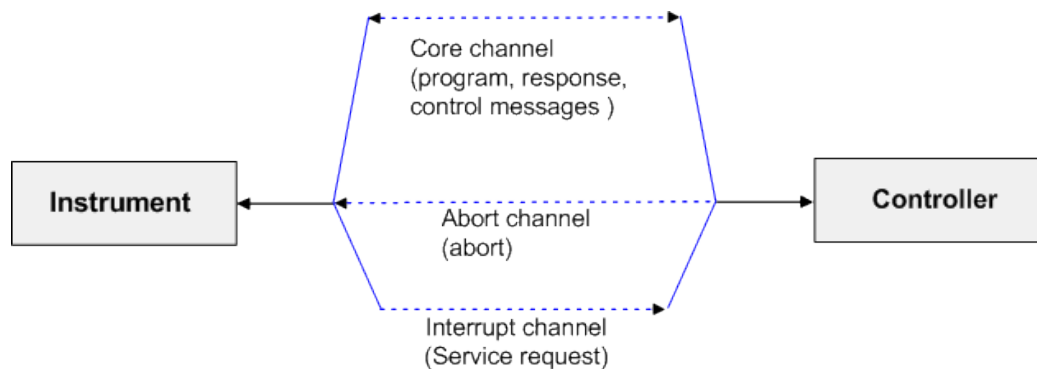 Core channel
(program, response,
control messages )
Instrument
Controller
Abort channel
(abort)
Interrupt channel
(Service request)